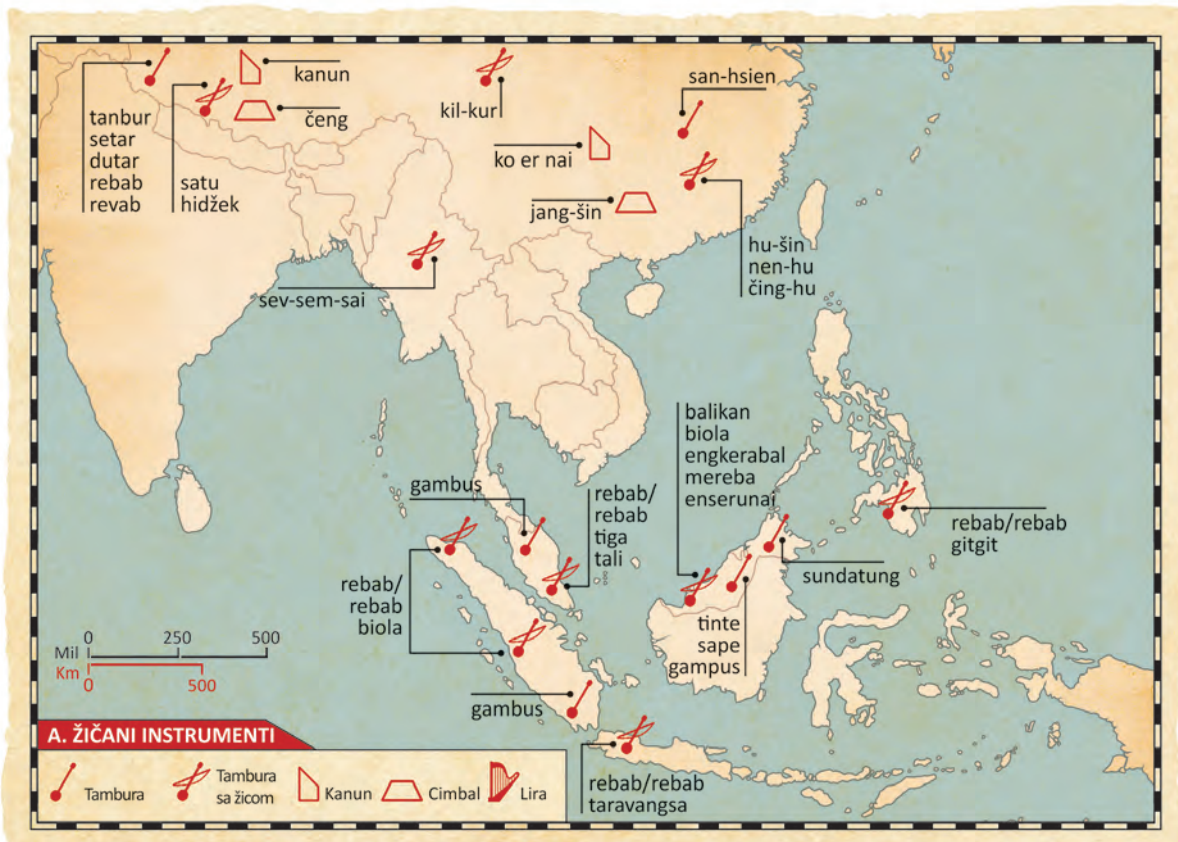 kanun
čeng
tanbur
setar
dutar
rebab
revab
satu
hidžek
kil-kur
san-hsien
ko er nai
jang-šin
hu-šin
nen-hu
čing-hu
sev-sem-sai
gambus
rebab/
rebab
tiga
tali
balikan
biola
engkerabal
mereba
enserunai
rebab/rebab
gitgit
sundatung
rebab/
rebab
biola
tinte
sape
gampus
gambus
rebab/rebab
taravangsa
0 250 500
Mil
Km
0 500
A. ŽIČANI INSTRUMENTI
Tambura
Tambura
sa žicom
Kanun
Cimbal
Lira